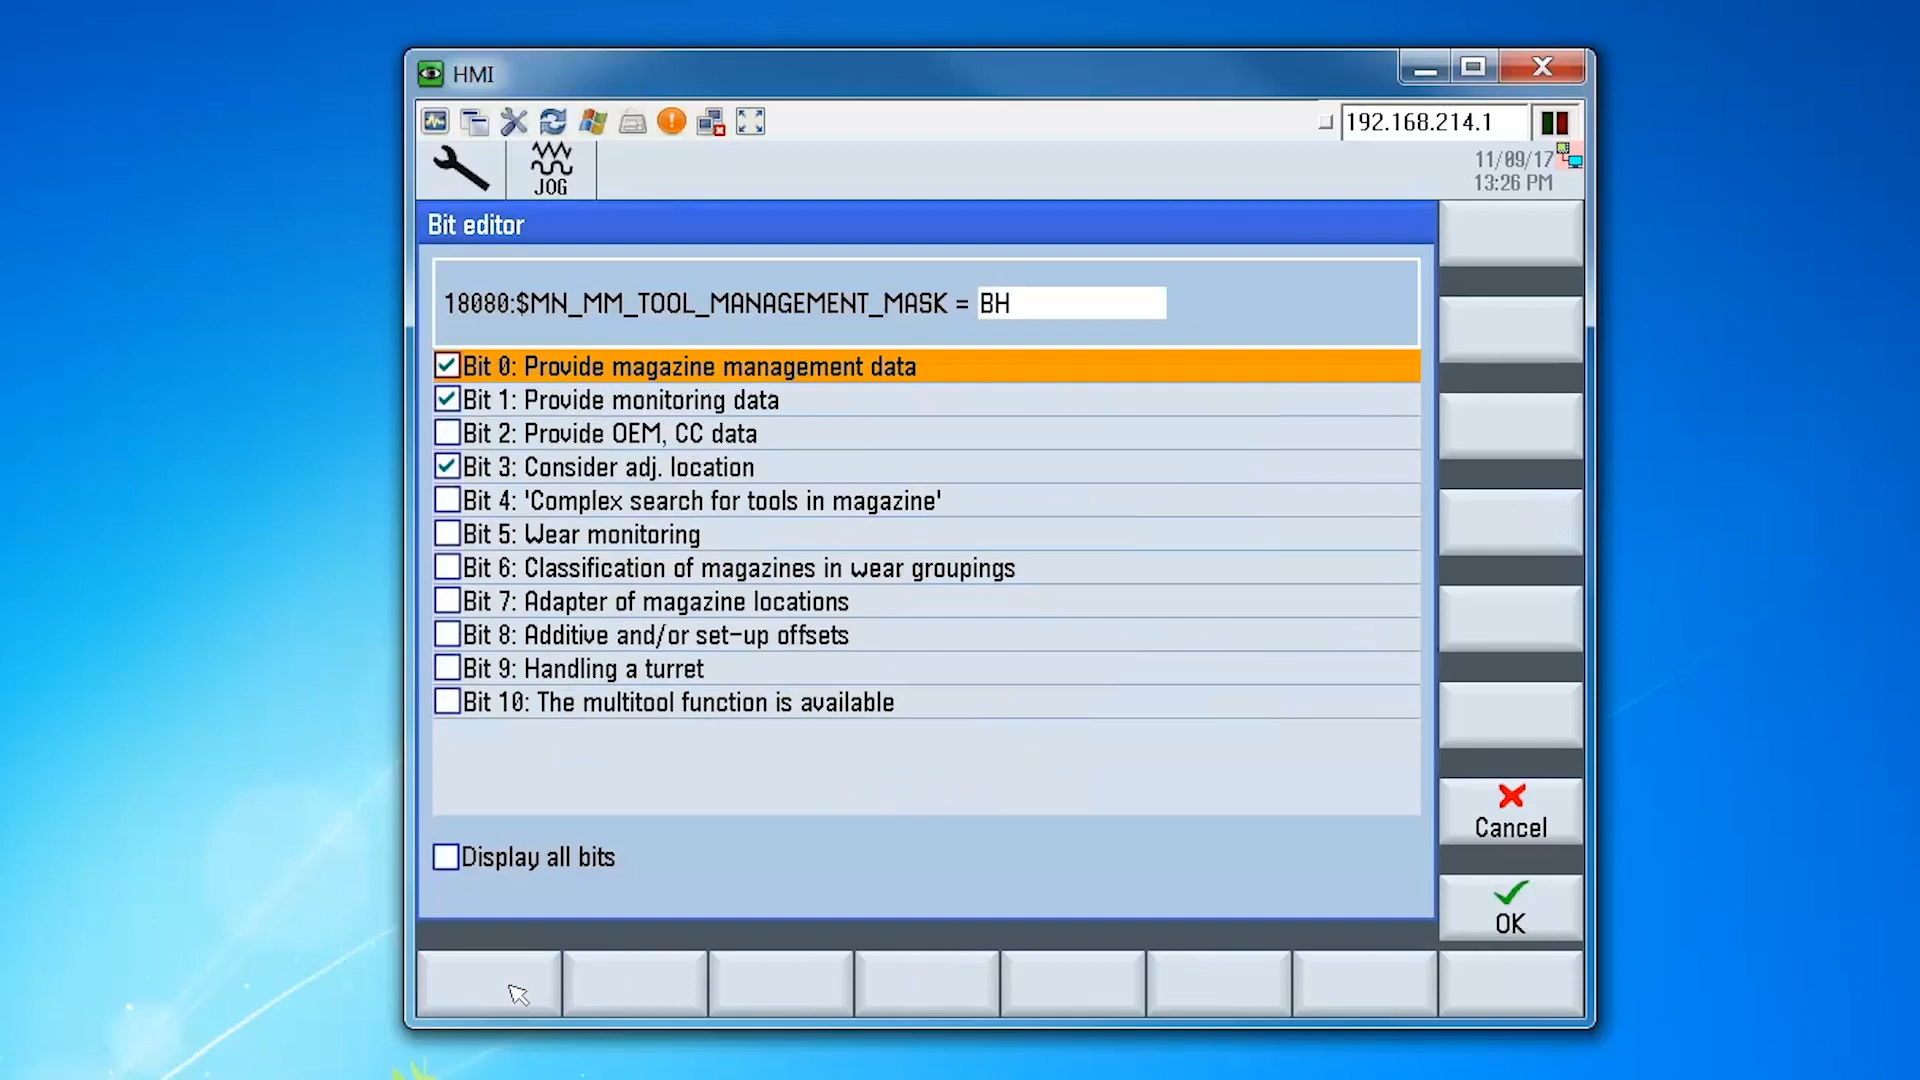 HMI
192.168.214.1
JOG
11/09/17
13:26 PM
Bit editor
18080:$MN_MM_TOOL_MANAGEMENT_MASK = BH
Bit 0: Provide magazine management data
Bit 1: Provide monitoring data
Bit 2: Provide OEM, CC data
Bit 3: Consider adj. location
Bit 4: 'Complex search for tools in magazine'
Bit 5: Wear monitoring
Bit 6: Classification of magazines in wear groupings
Bit 7: Adapter of magazine locations
Bit 8: Additive and/or set-up offsets
Bit 9: Handling a turret
Bit 10: The multitool function is available
Display all bits
Cancel
OK